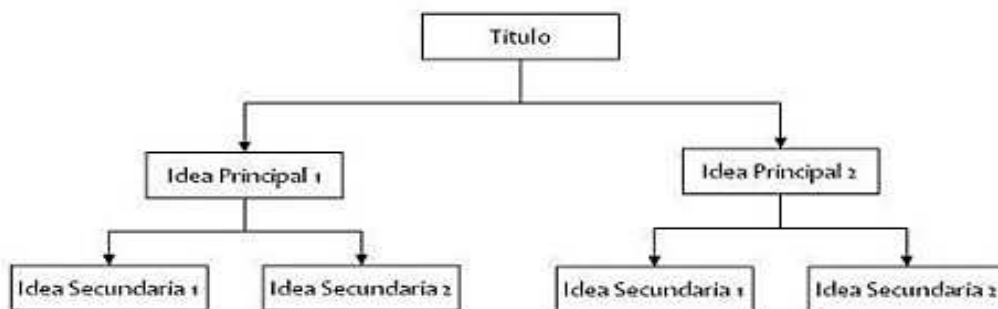 Titulo
Idea Principal 1
Idea Principal 2
Idea Secundaria 1
Idea Secundaria 2
Idea Secundaria 1
Idea Secundaria 2